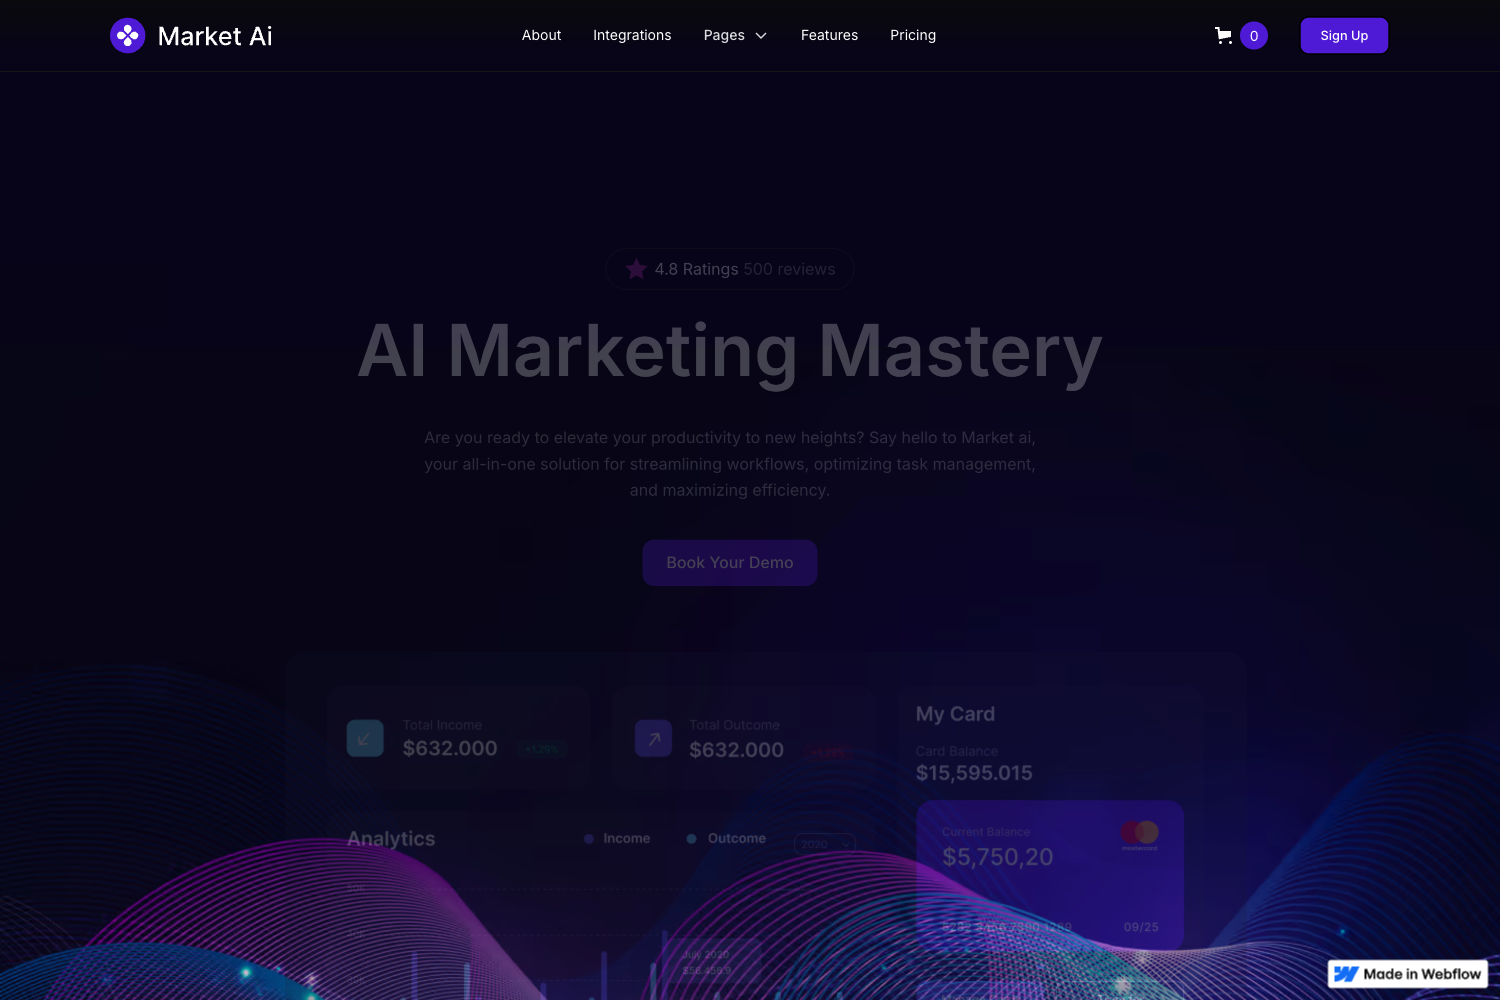 Market Ai
About
Integrations
Pages
Features
Pricing
0
Sign Up
4.8 Ratings 500 reviews
AI Marketing Mastery
Are you ready to elevate your productivity to new heights? Say hello to Market ai,
your all-in-one solution for streamlining workflows, optimizing task management,
and maximizing efficiency.
Book Your Demo
Total Income
$632.000
+1,29%
Total Outcome
$632.000
My Card
Card Balance
$15,595.015
Analytics
Income
Outcome
2020
Current Balance
$5,750,20
mastercard
09/25
July 2020
Made in Webflow